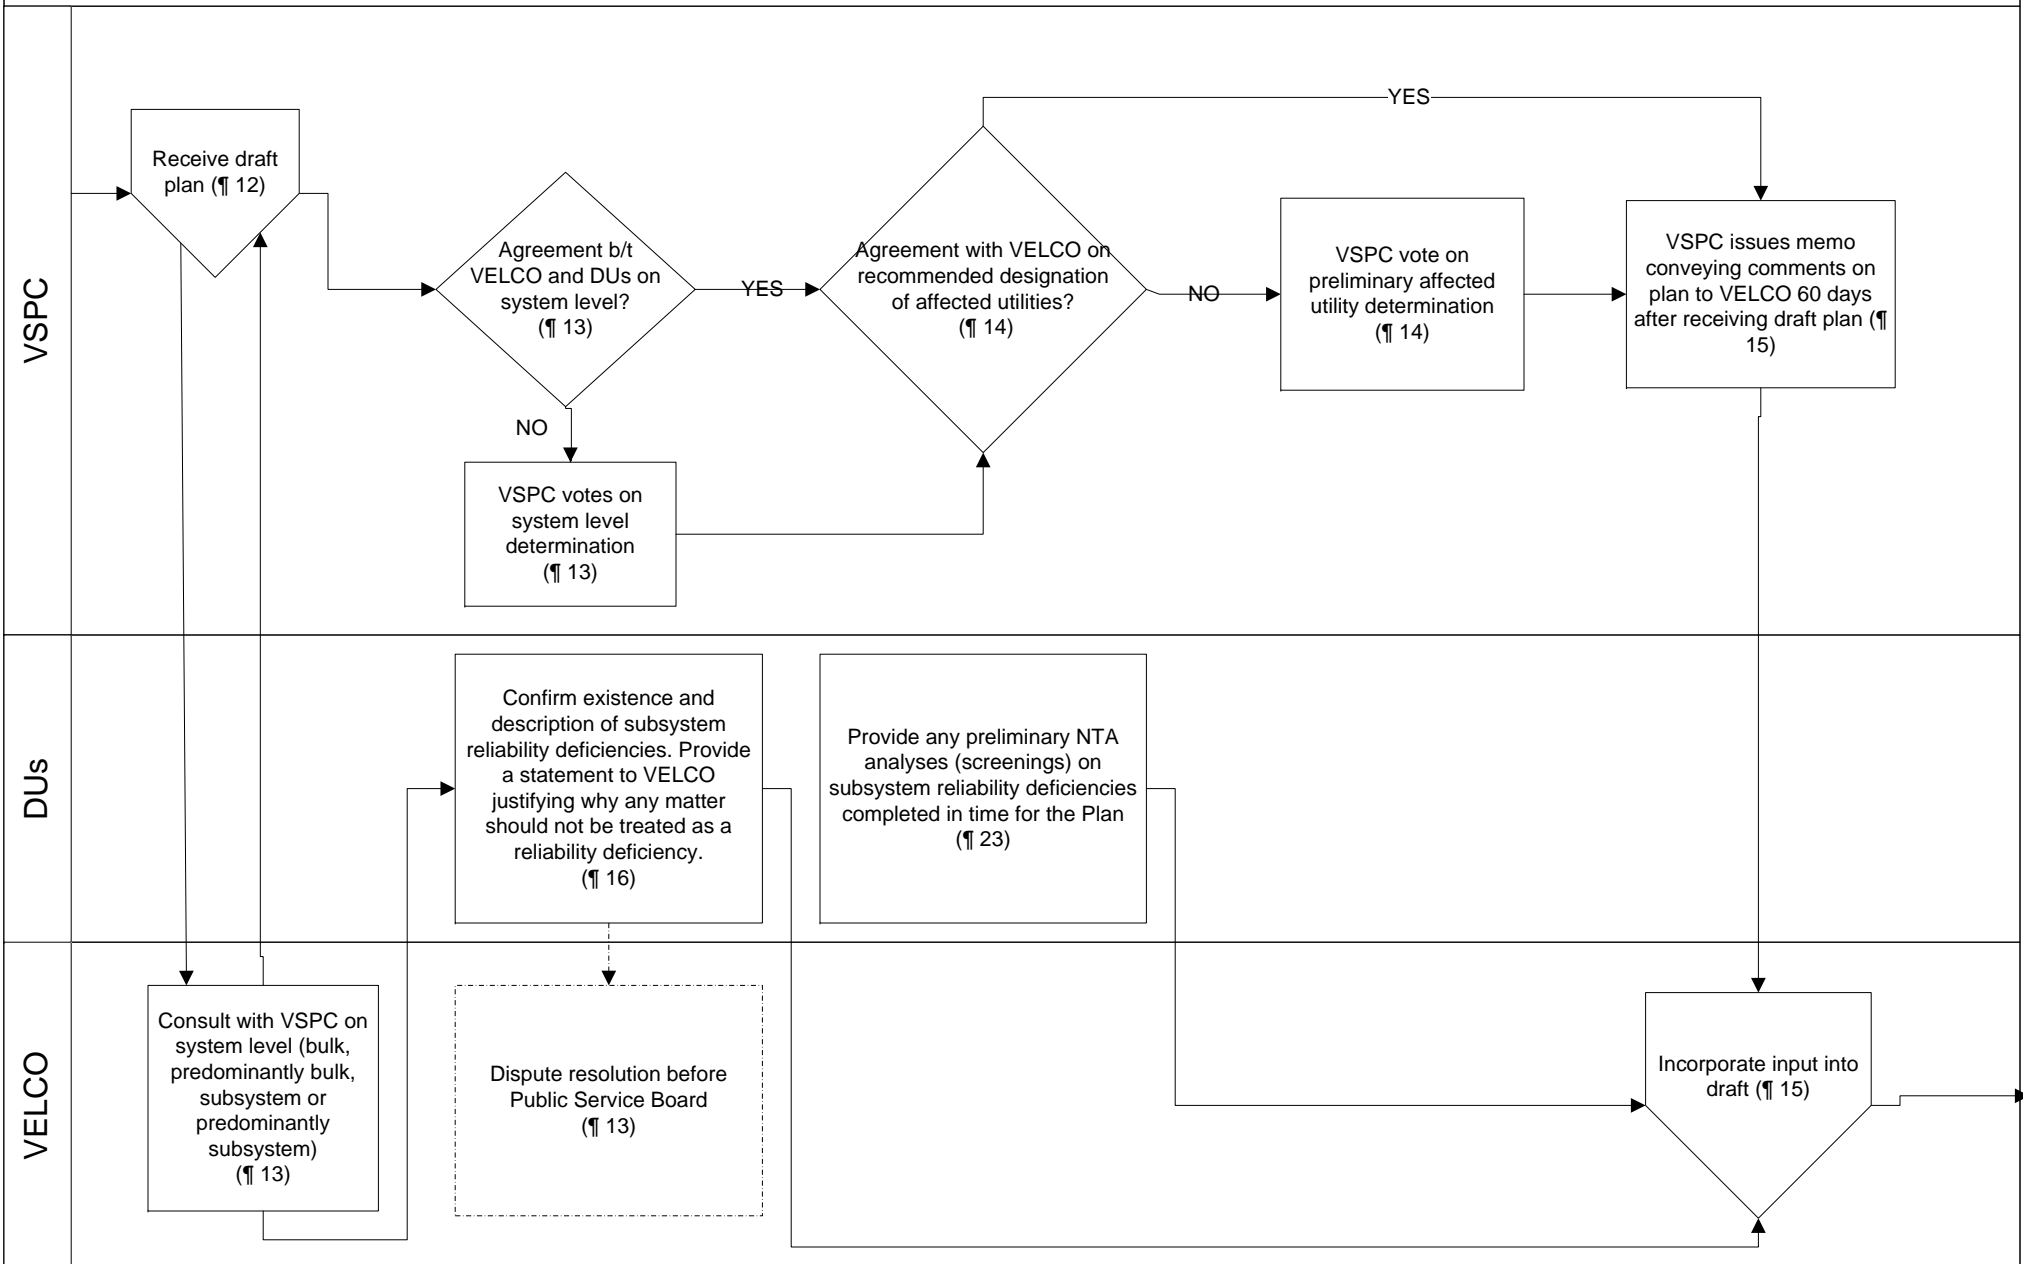 VSPC
Receive draft
plan (¶ 12)
Agreement b/t
VELCO and DUs on
system level?
(¶ 13)
YES
NO
VSPC votes on
system level
determination
(¶ 13)
Agreement with VELCO on
recommended designation
of affected utilities?
(¶ 14)
YES
NO
VSPC vote on
preliminary affected
utility determination
(¶ 14)
VSPC issues memo
conveying comments on
plan to VELCO 60 days
after receiving draft plan (¶
15)
DUs
Confirm existence and
description of subsystem
reliability deficiencies. Provide
a statement to VELCO
justifying why any matter
should not be treated as a
reliability deficiency.
(¶ 16)
Provide any preliminary NTA
analyses (screenings) on
subsystem reliability deficiencies
completed in time for the Plan
(¶ 23)
VELCO
Consult with VSPC on
system level (bulk,
predominantly bulk,
subsystem or
predominantly
subsystem)
(¶ 13)
Dispute resolution before
Public Service Board
(¶ 13)
Incorporate input into
draft (¶ 15)